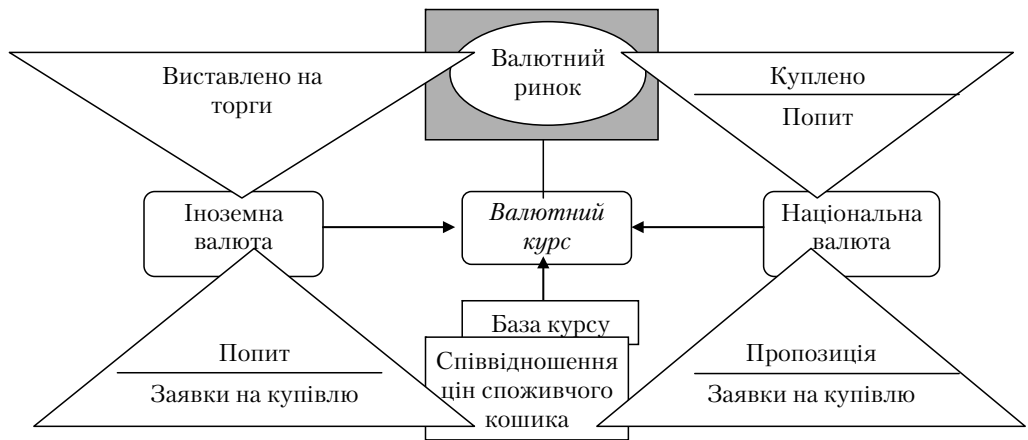 Виставлено на
торги
Валютний
ринок
Куплено
Попит
Іноземна
валюта
Валютний
курс
Національна
валюта
База курсу
Попит
Заявки на купівлю
Співвідношення
цін споживчого
кошика
Пропозиція
Заявки на купівлю